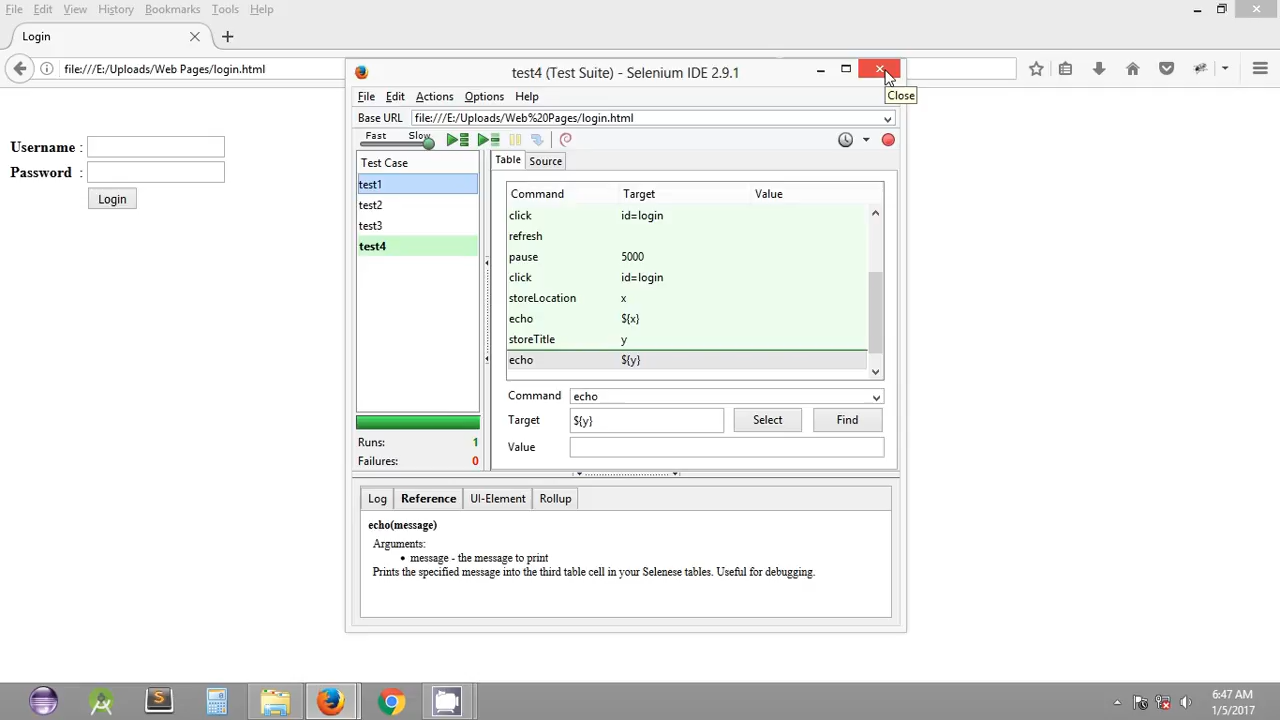 File Edit View History Bookmarks Tools Help
Login
file:///E:/Uploads/Web Pages/login.html
test4 (Test Suite) - Selenium IDE 2.9.1
Close
File Edit Actions Options Help
Base URL file:///E:/Uploads/Web%20Pages/login.html
Fast Slow
Username :
Password :
Login
Test Case
test1
test2
test3
test4
Runs: 1
Failures: 0
Table Source
Command Target Value
click id=login
refresh
pause 5000
click id=login
storeLocation x
echo ${x}
storeTitle y
echo ${y}
Command echo
Target ${y} Select Find
Value
Log Reference UI-Element Rollup
echo(message)
Arguments:
• message - the message to print
Prints the specified message into the third table cell in your Selenese tables. Useful for debugging.
6:47 AM
1/5/2017